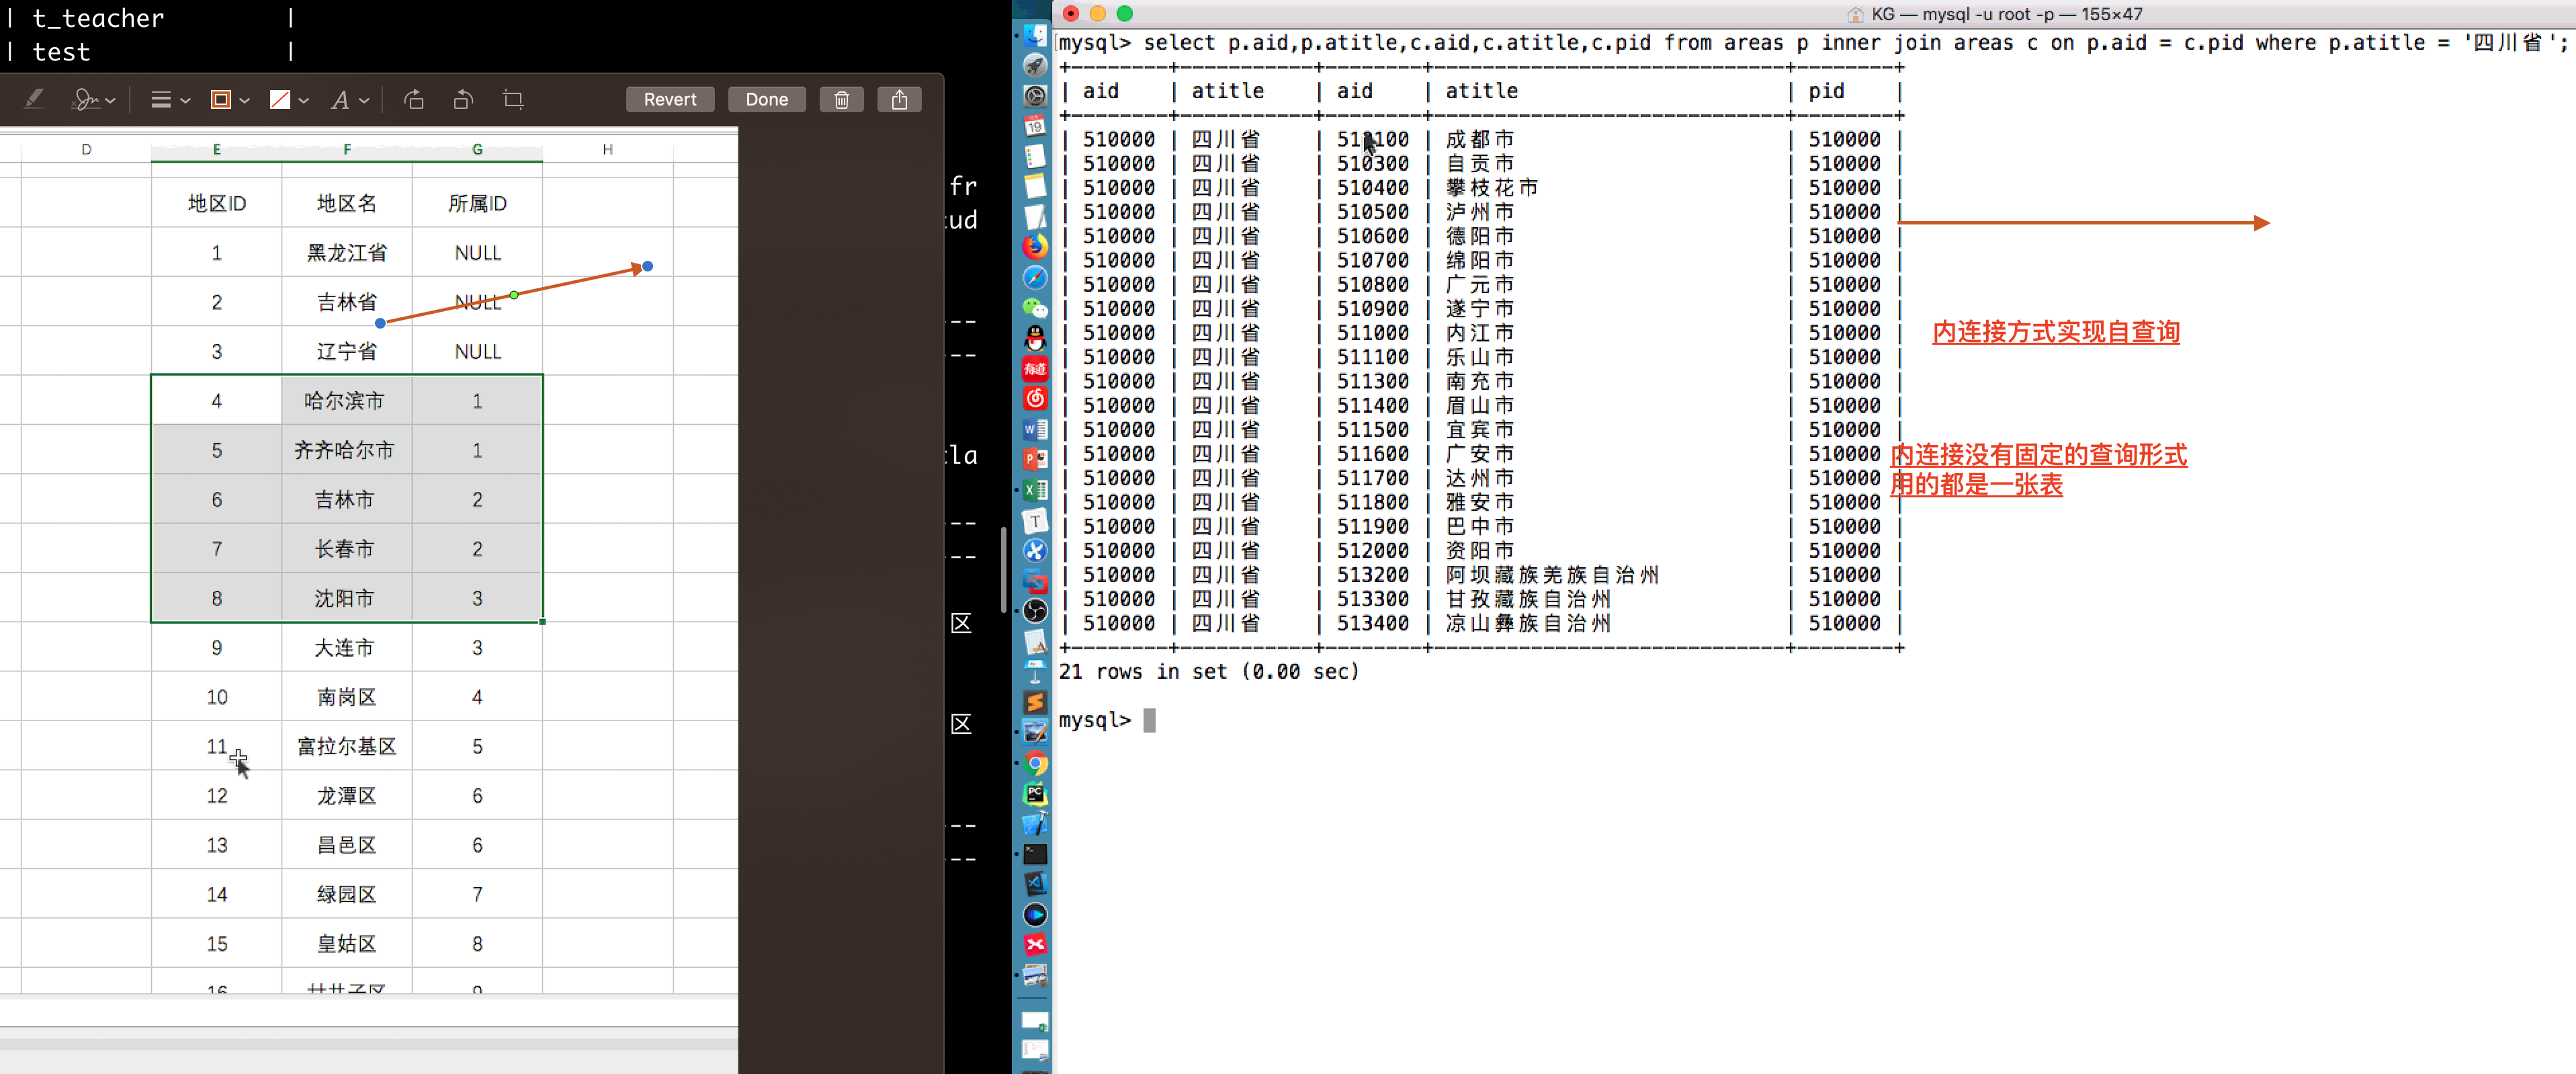 | t_teacher |
| test |
Revert Done
D E F G H
地区ID 地区名 所属ID
1 黑龙江省 NULL
2 吉林省 NULL
3 辽宁省 NULL
4 哈尔滨市 1
5 齐齐哈尔市 1
6 吉林市 2
7 长春市 2
8 沈阳市 3
9 大连市 3
10 南岗区 4
11 富拉尔基区 5
12 龙潭区 6
13 昌邑区 6
14 绿园区 7
15 皇姑区 8
fr
ud
la
区
区
KG — mysql -u root -p — 155×47
mysql> select p.aid,p.atitle,c.aid,c.atitle,c.pid from areas p inner join areas c on p.aid = c.pid where p.atitle = '四川省';
| aid | atitle | aid | atitle | pid |
| 510000 | 四川省 | 510100 | 成都市 | 510000 |
| 510000 | 四川省 | 510300 | 自贡市 | 510000 |
| 510000 | 四川省 | 510400 | 攀枝花市 | 510000 |
| 510000 | 四川省 | 510500 | 泸州市 | 510000 |
| 510000 | 四川省 | 510600 | 德阳市 | 510000 |
| 510000 | 四川省 | 510700 | 绵阳市 | 510000 |
| 510000 | 四川省 | 510800 | 广元市 | 510000 |
| 510000 | 四川省 | 510900 | 遂宁市 | 510000 |
| 510000 | 四川省 | 511000 | 内江市 | 510000 |
| 510000 | 四川省 | 511100 | 乐山市 | 510000 |
| 510000 | 四川省 | 511300 | 南充市 | 510000 |
| 510000 | 四川省 | 511400 | 眉山市 | 510000 |
| 510000 | 四川省 | 511500 | 宜宾市 | 510000 |
| 510000 | 四川省 | 511600 | 广安市 | 510000 |
| 510000 | 四川省 | 511700 | 达州市 | 510000 |
| 510000 | 四川省 | 511800 | 雅安市 | 510000 |
| 510000 | 四川省 | 511900 | 巴中市 | 510000 |
| 510000 | 四川省 | 512000 | 资阳市 | 510000 |
| 510000 | 四川省 | 513200 | 阿坝藏族羌族自治州 | 510000 |
| 510000 | 四川省 | 513300 | 甘孜藏族自治州 | 510000 |
| 510000 | 四川省 | 513400 | 凉山彝族自治州 | 510000 |
21 rows in set (0.00 sec)
mysql>
内连接方式实现自查询
内连接没有固定的查询形式
用的都是一张表